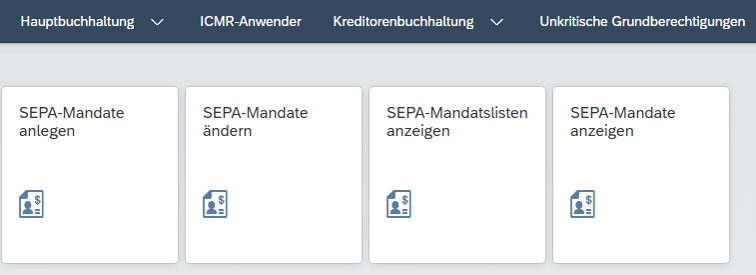 Hauptbuchhaltung ICMR-Anwender Kreditorenbuchhaltung Unkritische Grundberechtigungen
SEPA-Mandate
anlegen
SEPA-Mandate
ändern
SEPA-Mandatslisten
anzeigen
SEPA-Mandate
anzeigen